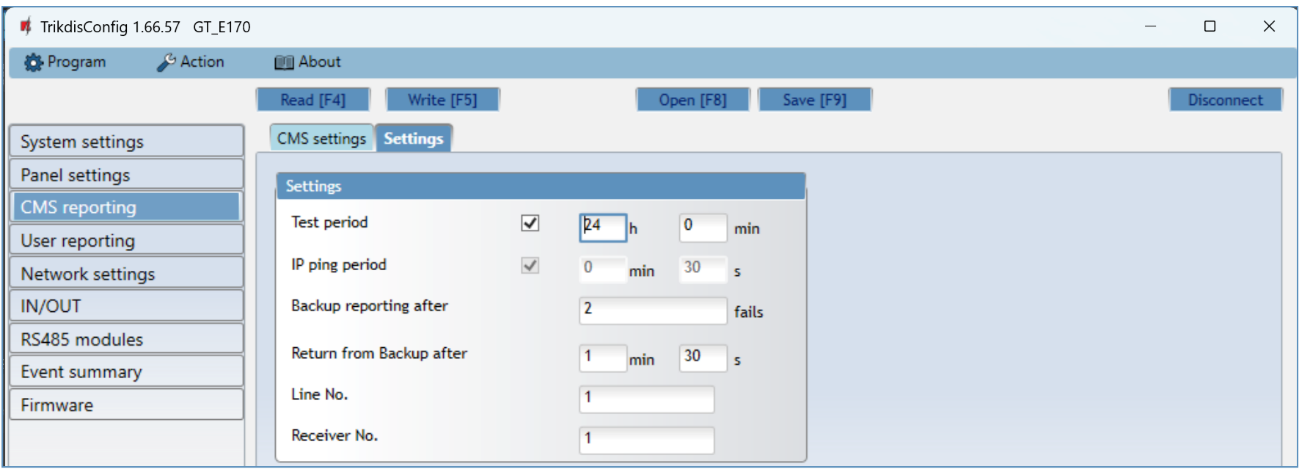 TrikdisConfig 1.66.57 GT_E170
Program Action About
Read [F4] Write [F5] Open [F8] Save [F9] Disconnect
System settings
Panel settings
CMS reporting
User reporting
Network settings
IN/OUT
RS485 modules
Event summary
Firmware
CMS settings Settings
Settings
Test period 24 h 0 min
IP ping period 0 min 30 s
Backup reporting after 2 fails
Return from Backup after 1 min 30 s
Line No. 1
Receiver No. 1